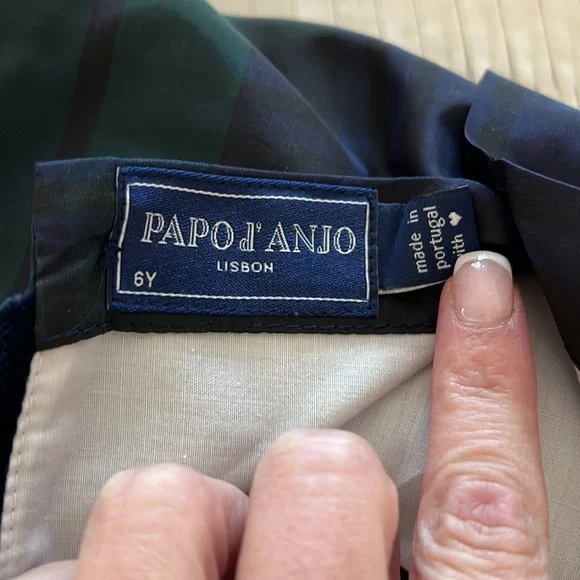 PAPO d'ANJO
LISBON
6Y
made in
portugal
with